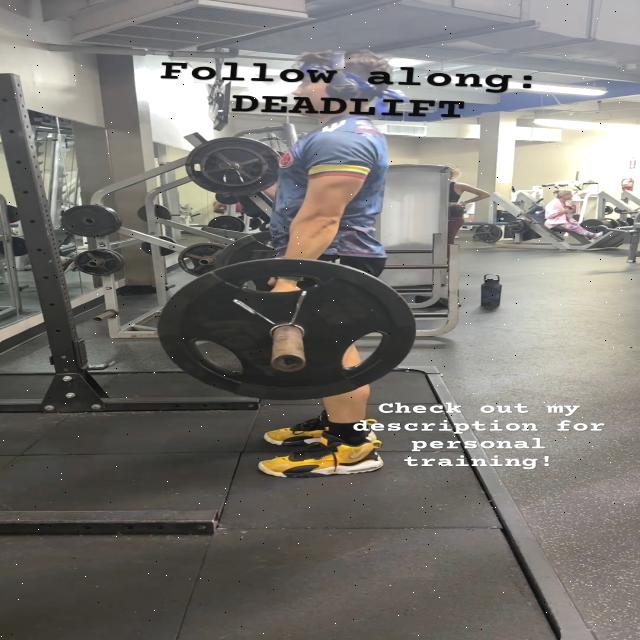 Follow along:
DEADLIFT
Check out my
description for
personal
training!